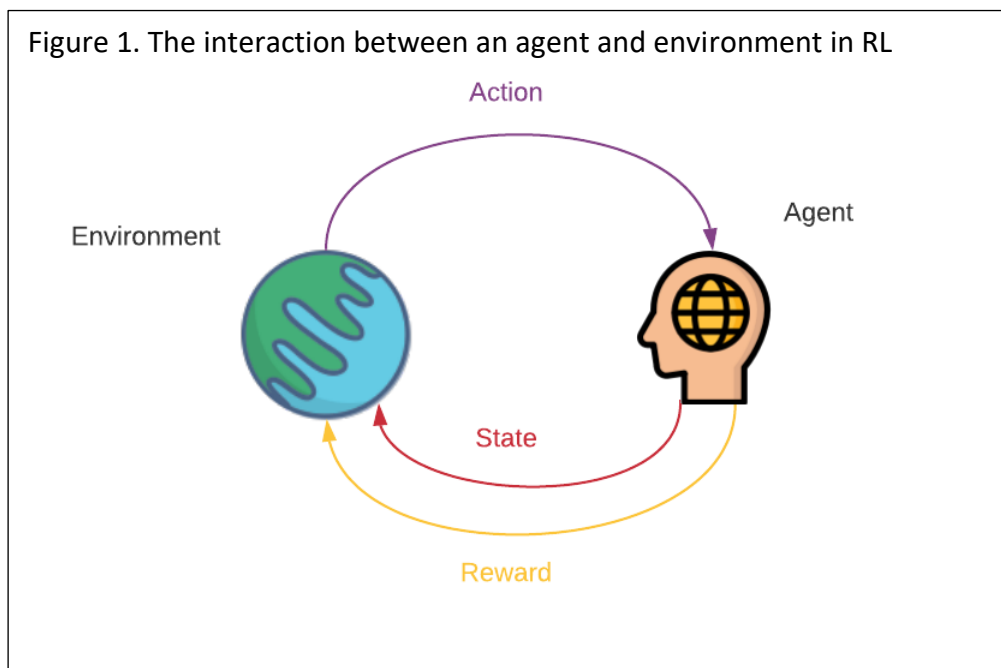 Figure 1. The interaction between an agent and environment in RL
Action
Agent
Environment
State
Reward